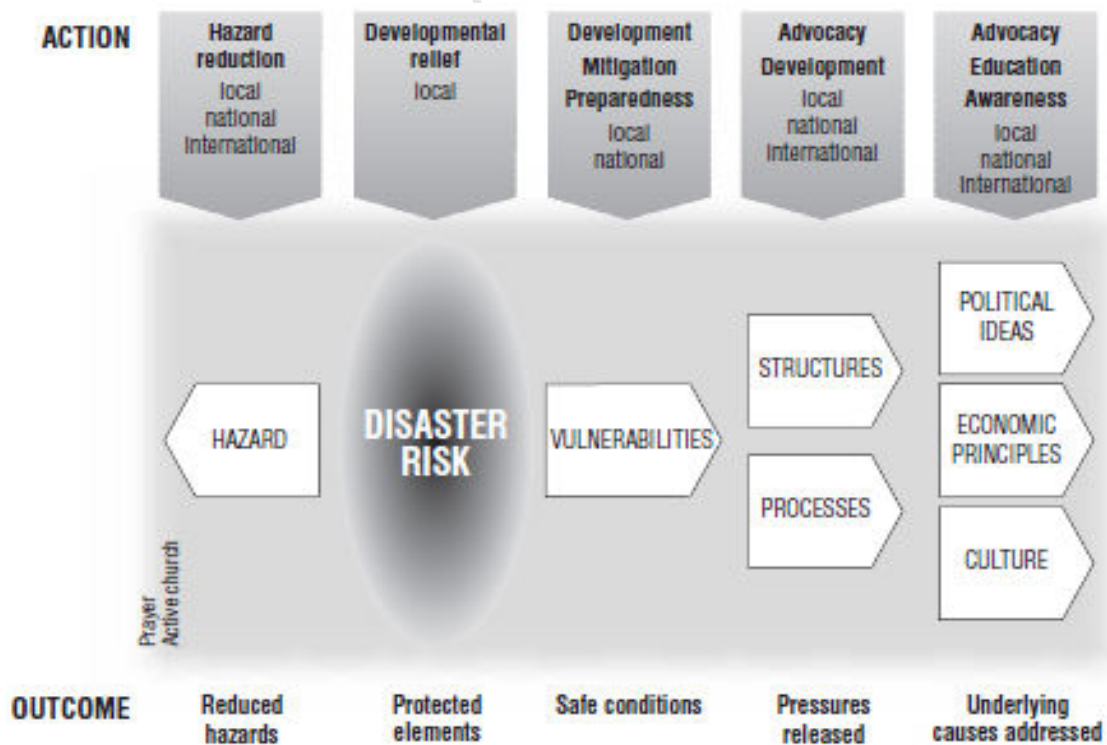 ACTION
Hazard
reduction
local
national
international
Developmental
relief
local
Development
Mitigation
Preparedness
local
national
Advocacy
Development
local
national
international
Advocacy
Education
Awareness
local
national
international
HAZARD
DISASTER
RISK
VULNERABILITIES
STRUCTURES
PROCESSES
POLITICAL
IDEAS
ECONOMIC
PRINCIPLES
CULTURE
Prayer
Active church
OUTCOME
Reduced
hazards
Protected
elements
Safe conditions
Pressures
released
Underlying
causes addressed